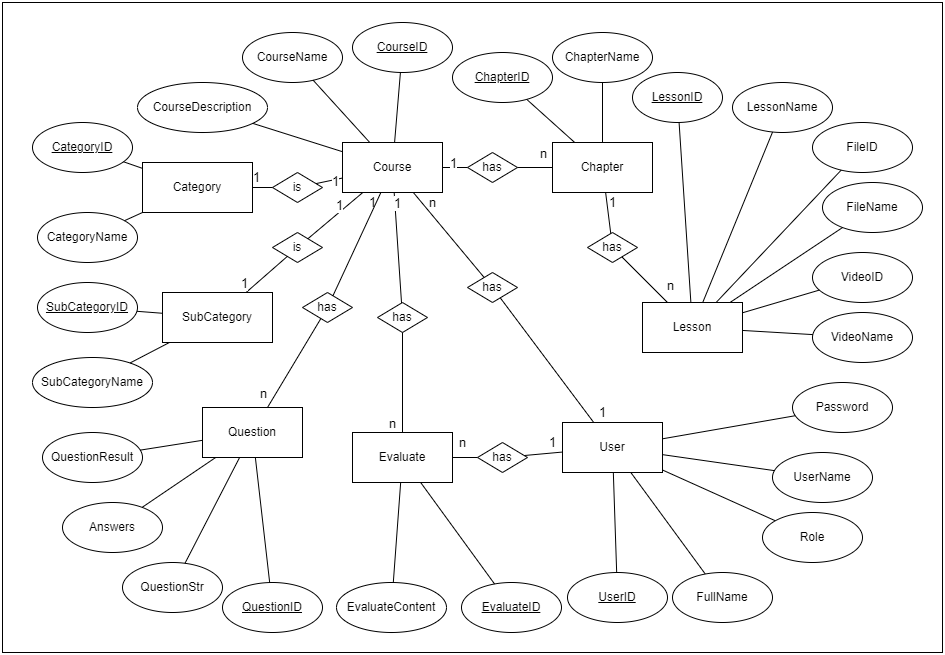 CourseID
CourseName
ChapterName
ChapterID
LessonID
LessonName
CourseDescription
CategoryID
FileID
Course
1
has
n
Chapter
Category
1
is
1
FileName
1
1
1
n
1
CategoryName
is
has
VideoID
1
has
n
SubCategoryID
SubCategory
has
has
Lesson
VideoName
SubCategoryName
n
Password
n
1
Question
n
1
User
QuestionResult
Evaluate
has
UserName
Answers
Role
QuestionStr
QuestionID
EvaluateContent
EvaluateID
UserID
FullName